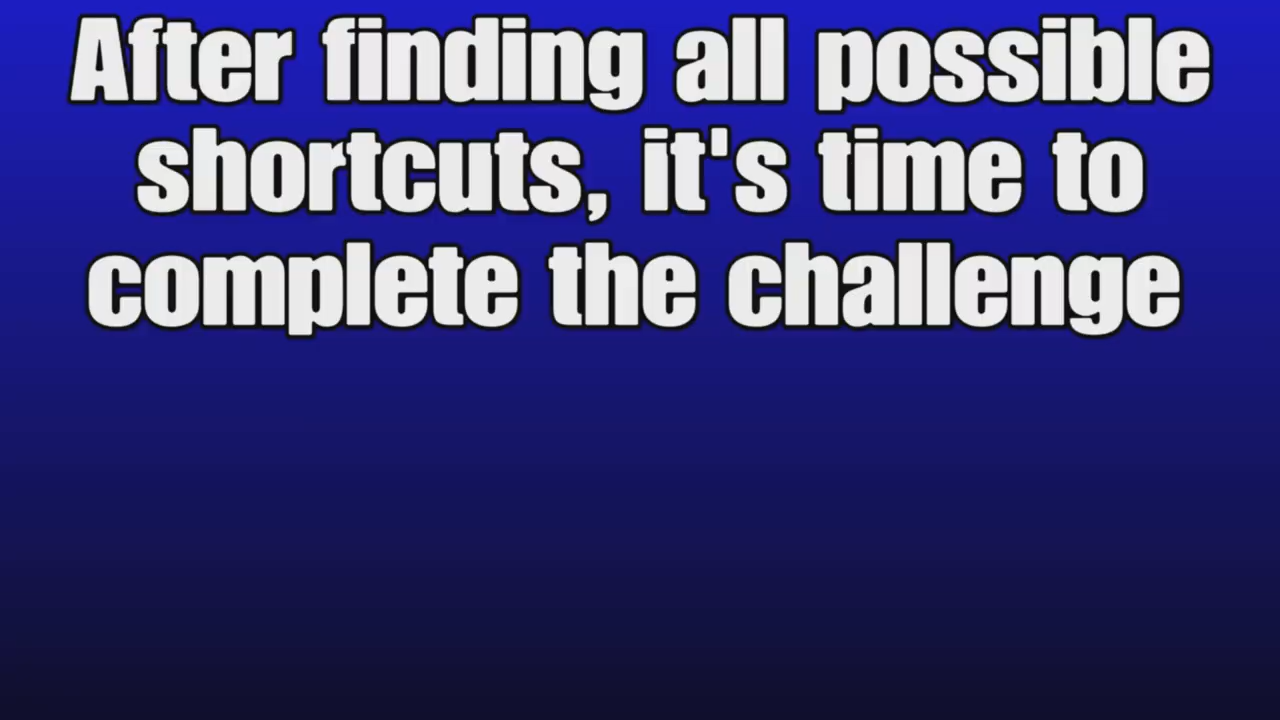 After finding all possible
shortcuts, it's time to
complete the challenge